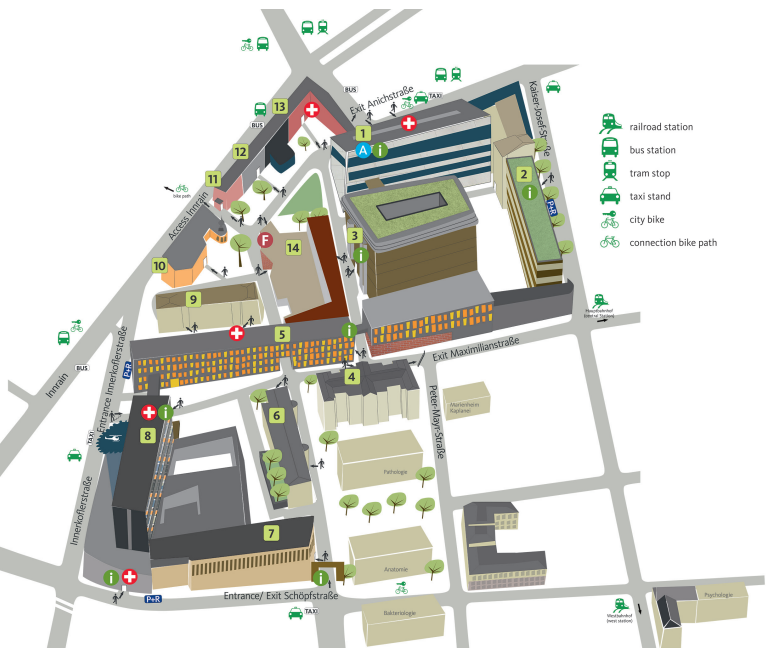 BUS
TAXI
Exit Anichstraße
Kaiser-Josef-Straße
13
BUS
12
1
A
i
11
2
i
P+R
bike path
Access Innrain
F
3
14
i
10
9
5
i
railroad station
bus station
tram stop
taxi stand
city bike
connection bike path
Hauptbahnhof
Exit Maximilianstraße
BUS
Innrain
Entrance Innerkoflerstraße
P+R
4
Peter-Mayr-Straße
Marienheim
Kaplanei
TAXI
8
i
6
Pathologie
Innerkoflerstraße
7
Anatomie
i
i
P+R
Entrance/ Exit Schöpfstraße
TAXI
Bakteriologie
Westbahnhof
(west station)
Psychologie